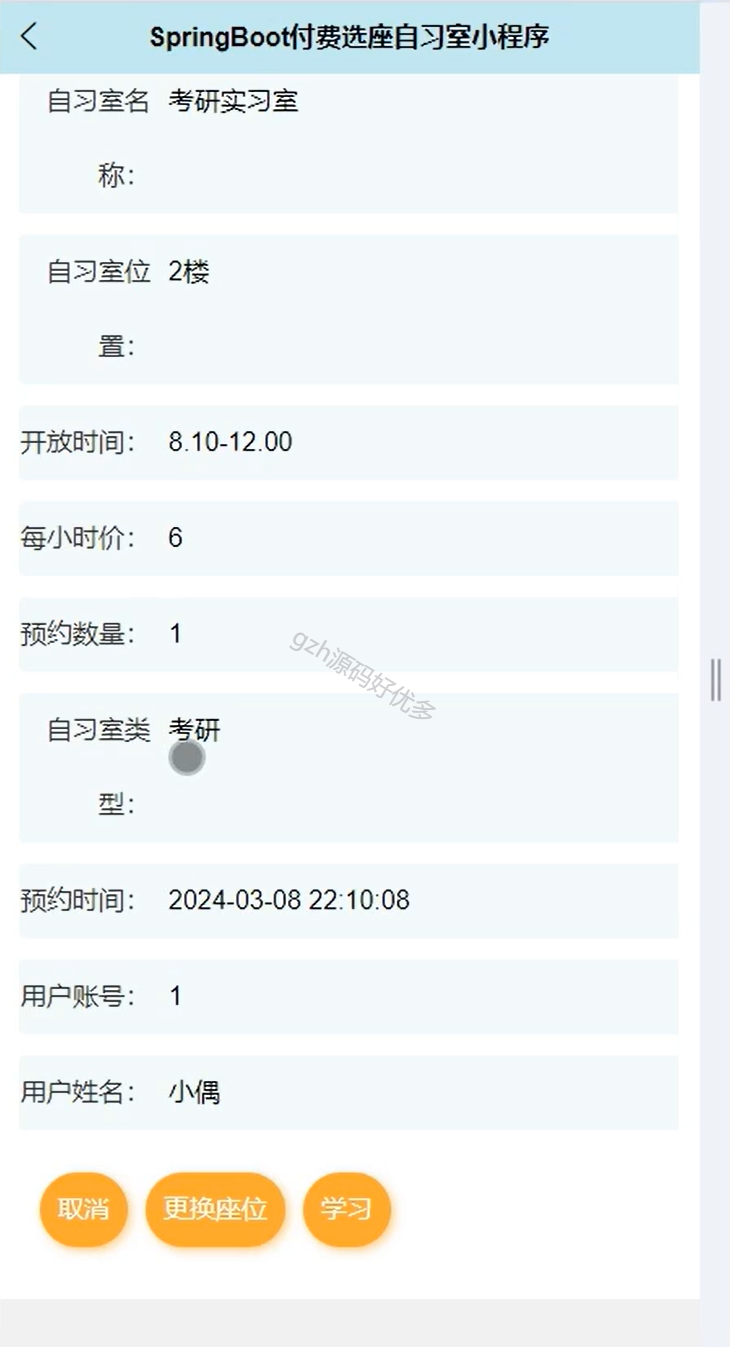 SpringBoot付费选座自习室小程序
自习室名 考研实习室
称：
自习室位 2楼
置：
开放时间： 8.10-12.00
每小时价： 6
预约数量： 1
gzh源码好优多
自习室类 考研
型：
预约时间： 2024-03-08 22:10:08
用户账号： 1
用户姓名： 小偶
取消 更换座位 学习